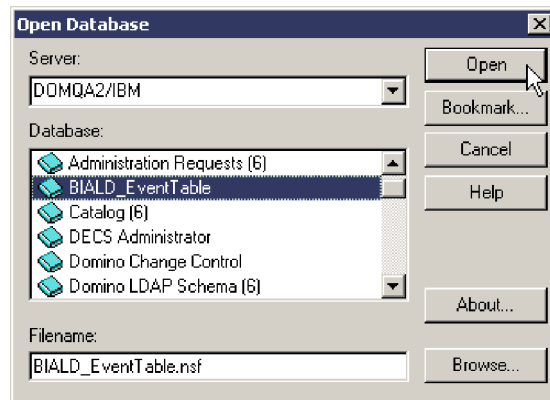 Open Database
Server:
DOMQA2/IBM
Database:
Administration Requests (6)
BIALD_EventTable
Catalog (6)
DECS Administrator
Domino Change Control
Domino LDAP Schema (6)
Filename:
BIALD_EventTable.nsf
Open
Bookmark...
Cancel
Help
About...
Browse...